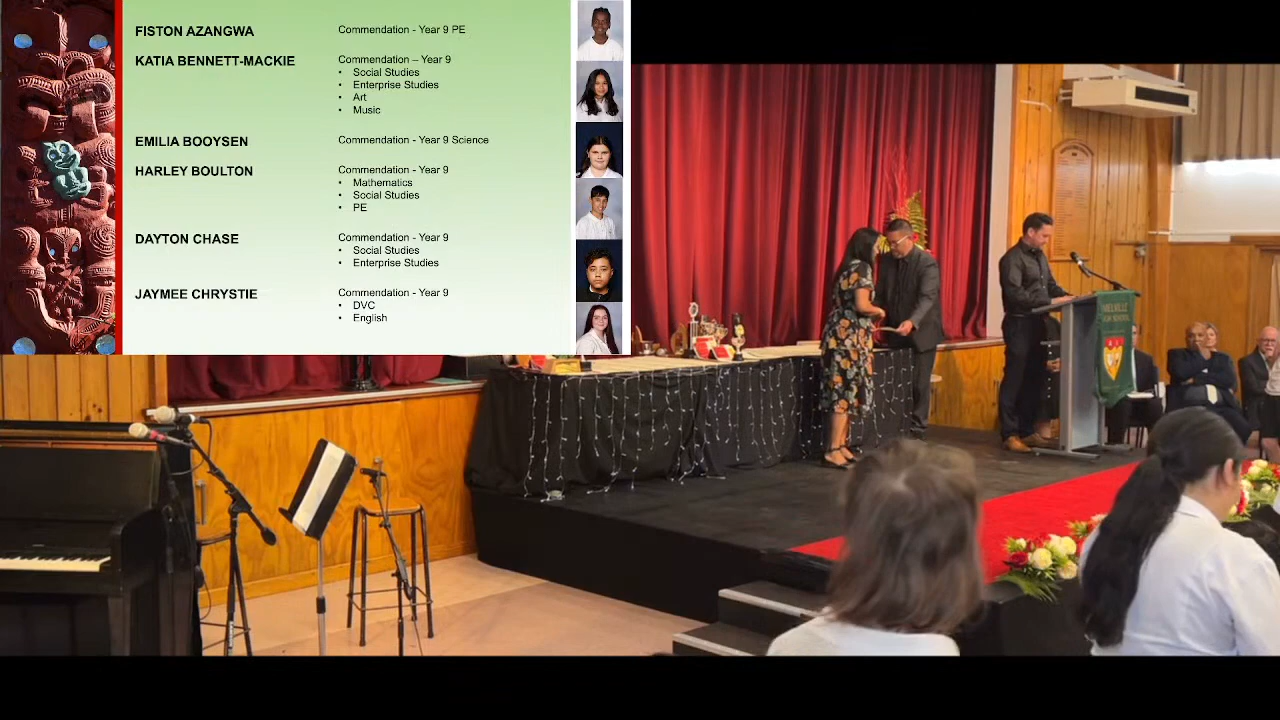 FISTON AZANGWA
Commendation - Year 9 PE
KATIA BENNETT-MACKIE
Commendation – Year 9
• Social Studies
• Enterprise Studies
• Art
• Music
EMILIA BOOYSEN
Commendation - Year 9 Science
HARLEY BOULTON
Commendation - Year 9
• Mathematics
• Social Studies
• PE
DAYTON CHASE
Commendation - Year 9
• Social Studies
• Enterprise Studies
JAYMEE CHRYSTIE
Commendation - Year 9
• DVC
• English
MELVILLE